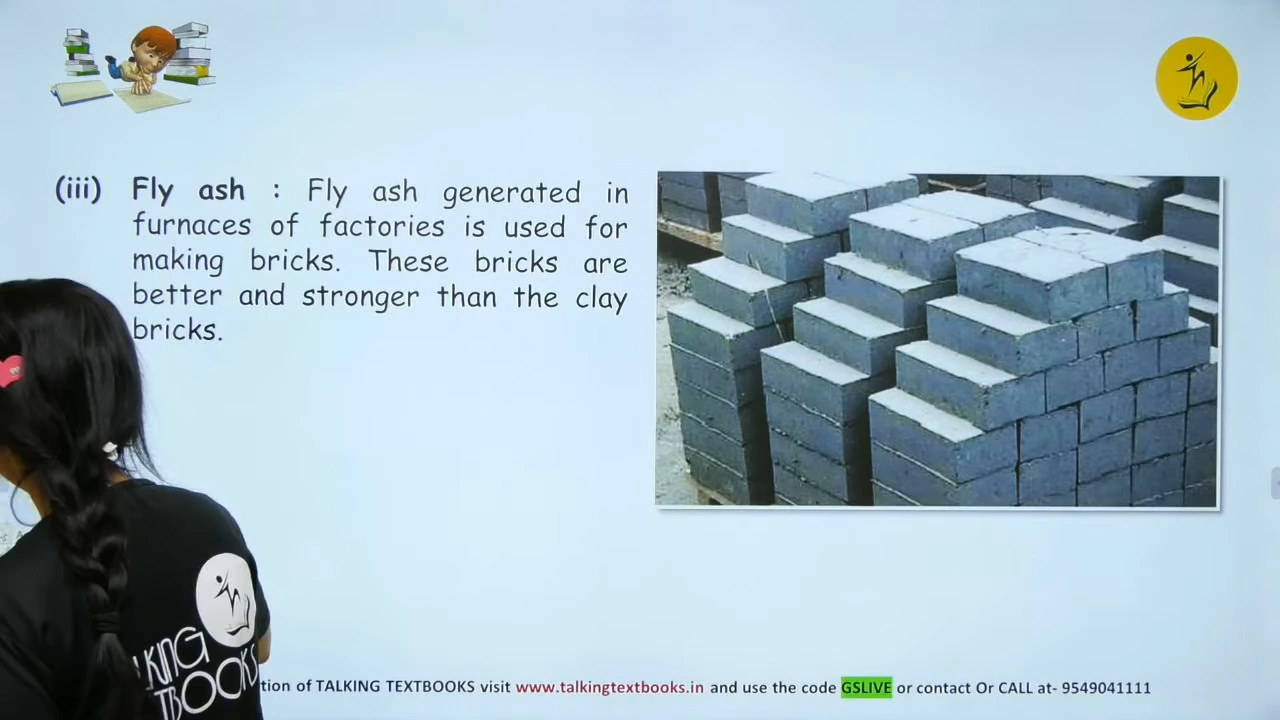 (iii) Fly ash : Fly ash generated in
furnaces of factories is used for
making bricks. These bricks are
better and stronger than the clay
bricks.
KING
TBOOKS
tion of TALKING TEXTBOOKS visit www.talkingtextbooks.in and use the code GSLIVE or contact Or CALL at- 9549041111